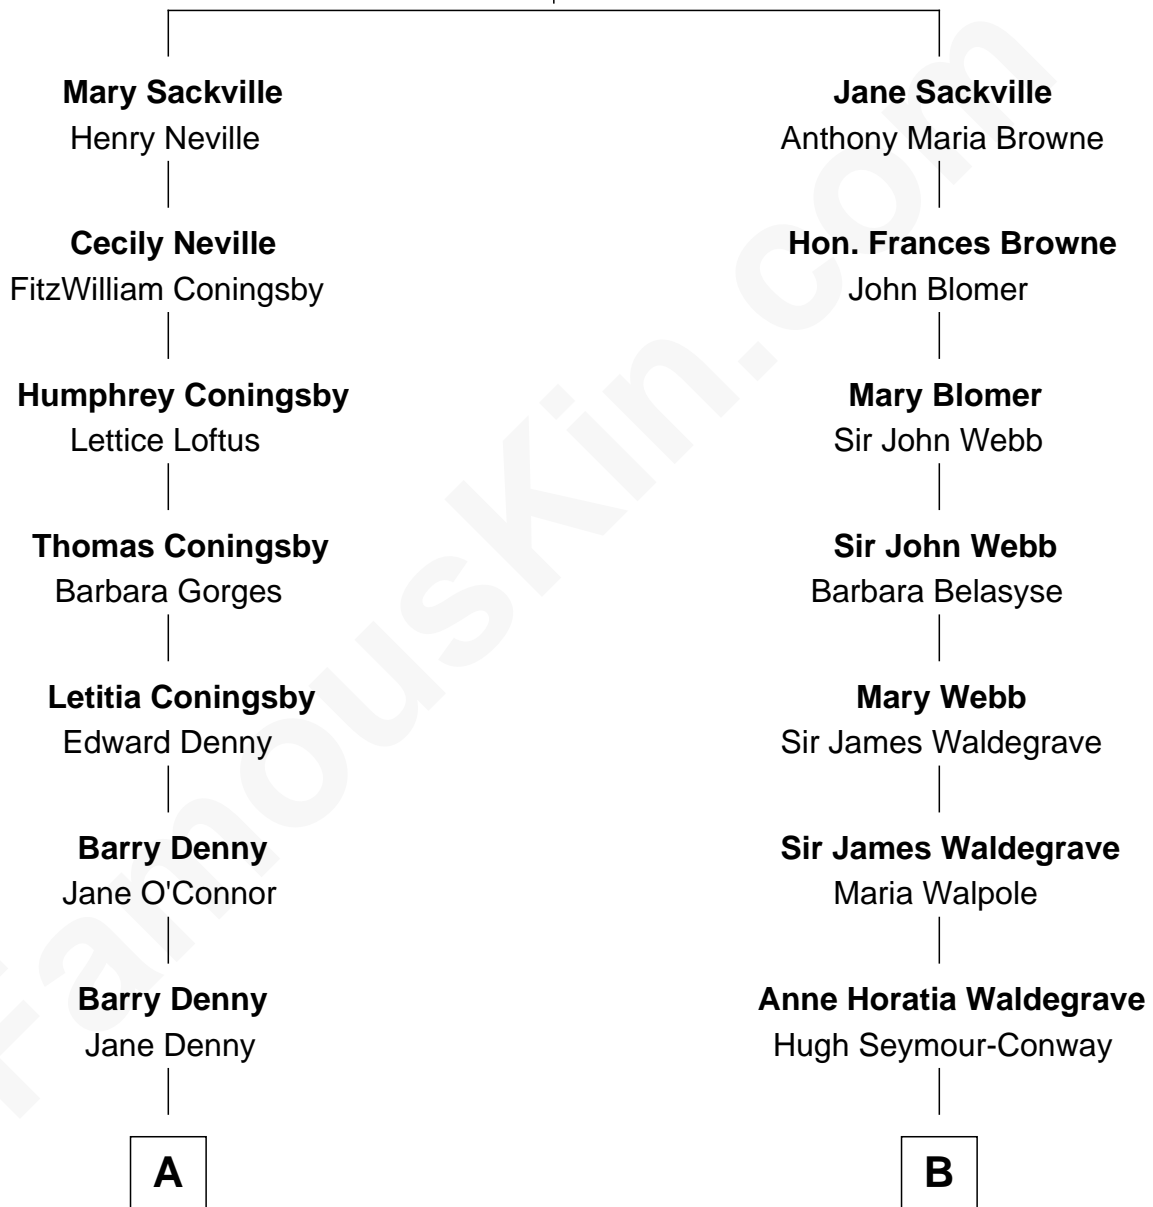 Mary Sackville
Henry Neville
Cecily Neville
FitzWilliam Coningsby
Humphrey Coningsby
Lettice Loftus
Thomas Coningsby
Barbara Gorges
Letitia Coningsby
Edward Denny
Barry Denny
Jane O'Connor
Barry Denny
Jane Denny
A
Jane Sackville
Anthony Maria Browne
Hon. Frances Browne
John Blomer
Mary Blomer
Sir John Webb
Sir John Webb
Barbara Belasyse
Mary Webb
Sir James Waldegrave
Sir James Waldegrave
Maria Walpole
Anne Horatia Waldegrave
Hugh Seymour-Conway
B
FamousKin.com